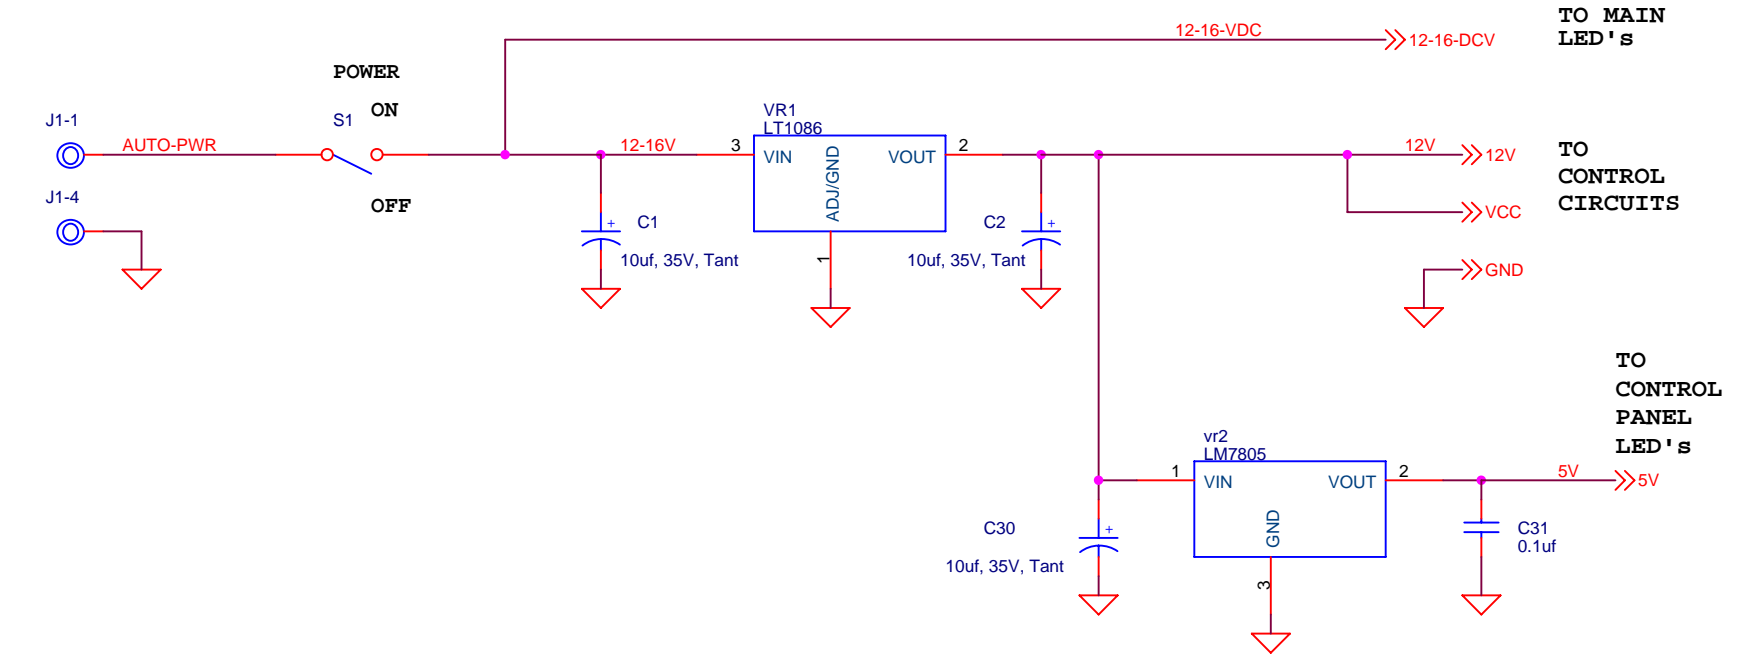 TO MAIN
LED's
12-16-VDC
12-16-DCV
POWER
ON
OFF
S1
J1-1
AUTO-PWR
J1-4
12-16V
VR1
LT1086
3
VIN
ADJ/GND
VOUT
2
1
+
C1
10uf, 35V, Tant
C2
+
10uf, 35V, Tant
12V
12V
VCC
GND
TO
CONTROL
CIRCUITS
TO
CONTROL
PANEL
LED's
vr2
LM7805
1
VIN
GND
VOUT
2
3
C30
+
10uf, 35V, Tant
5V
5V
C31
0.1uf